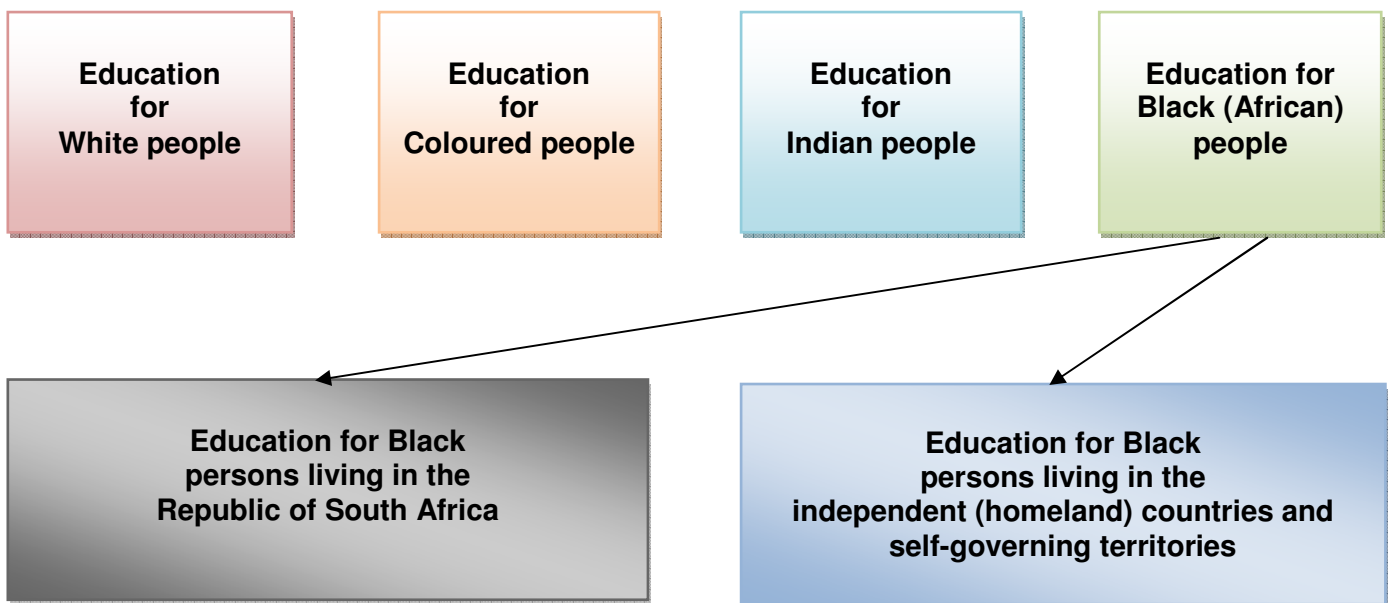 Education
for
White people
Education
for
Coloured people
Education
for
Indian people
Education for
Black (African)
people
Education for Black
persons living in the
Republic of South Africa
Education for Black
persons living in the
independent (homeland) countries and
self-governing territories